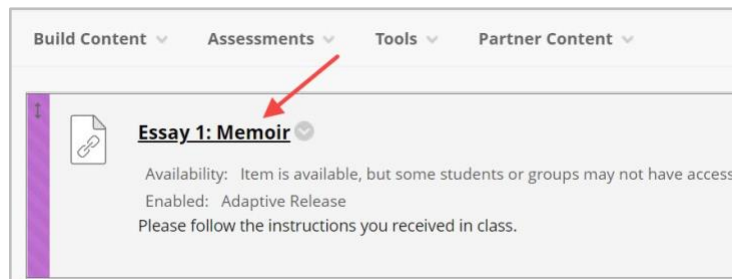 Build Content Assessments Tools Partner Content
Essay 1: Memoir
Availability: Item is available, but some students or groups may not have access
Enabled: Adaptive Release
Please follow the instructions you received in class.